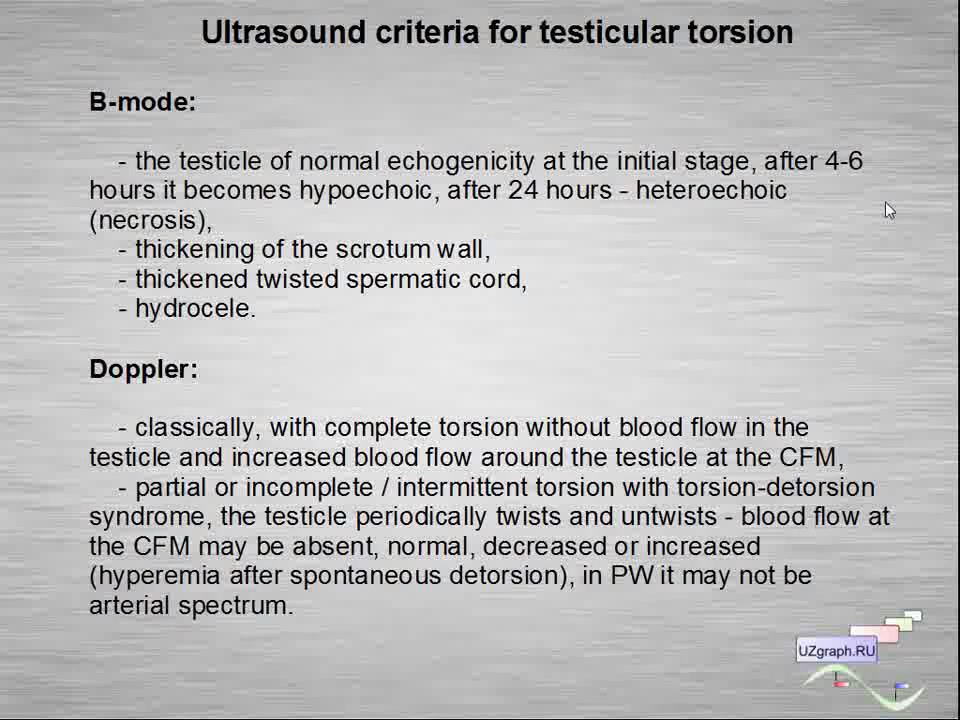 Ultrasound criteria for testicular torsion
B-mode:
- the testicle of normal echogenicity at the initial stage, after 4-6
hours it becomes hypoechoic, after 24 hours - heteroechoic
(necrosis),
- thickening of the scrotum wall,
- thickened twisted spermatic cord,
- hydrocele.
Doppler:
- classically, with complete torsion without blood flow in the
testicle and increased blood flow around the testicle at the CFM,
- partial or incomplete / intermittent torsion with torsion-detorsion
syndrome, the testicle periodically twists and untwists - blood flow at
the CFM may be absent, normal, decreased or increased
(hyperemia after spontaneous detorsion), in PW it may not be
arterial spectrum.
UZgraph.RU